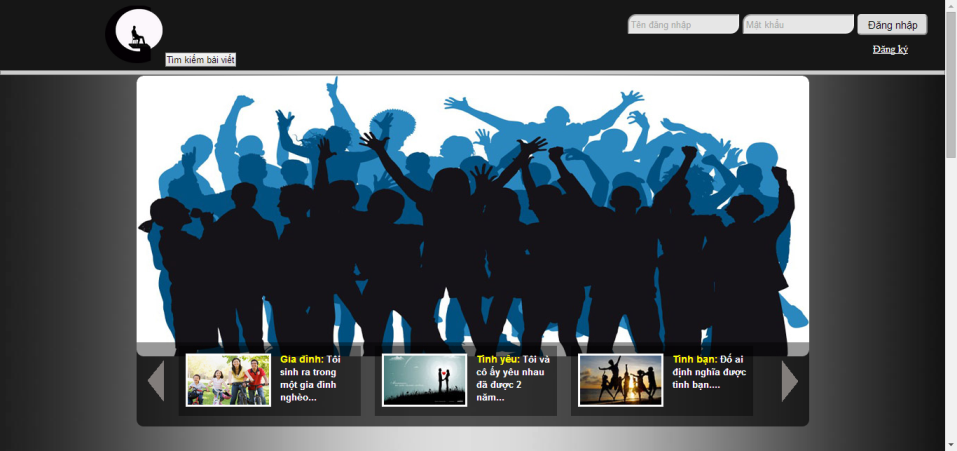 Tên đăng nhập
Mật khẩu
Đăng nhập
Đăng ký
Tìm kiếm bài viết
Gia đình: Tôi
sinh ra trong
một gia đình
nghèo...
Tình yêu: Tôi và
cô ấy yêu nhau
đã được 2
năm...
Tình bạn: Đố ai
định nghĩa được
tình bạn....